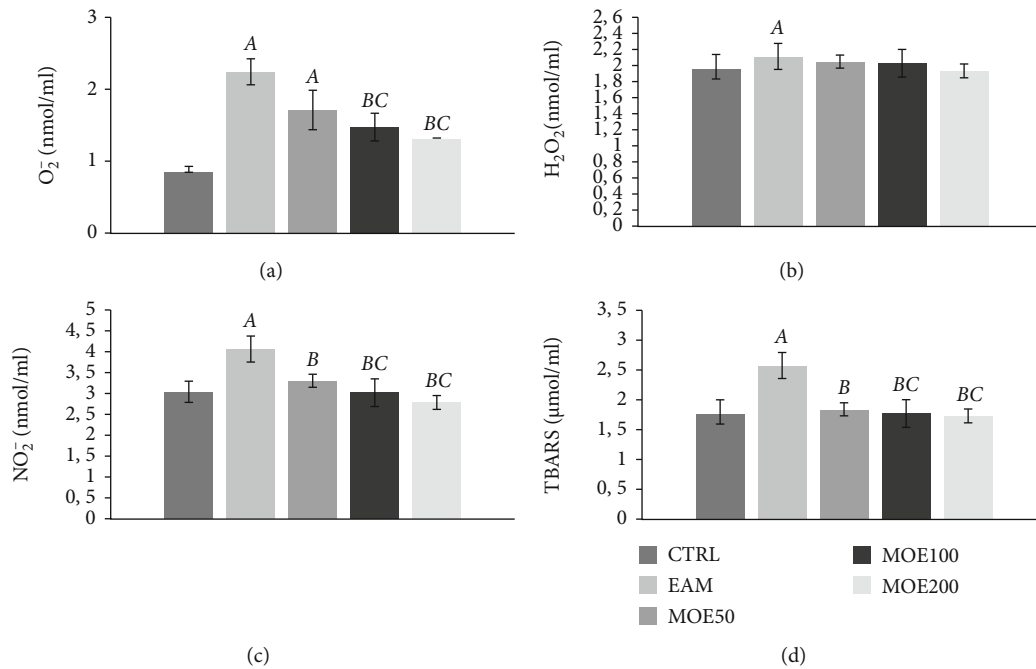 3
2
1
0
O₂⁻ (nmol/ml)
A
A
BC
BC
(a)
2, 6
2, 4
2, 2
2
1, 8
1, 6
1, 4
1, 2
1
0, 8
0, 6
0, 4
0, 2
0
H₂O₂(nmol/ml)
A
(b)
5
4, 5
4
3, 5
3
2, 5
2
1, 5
1
0, 5
0
NO₂⁻ (nmol/ml)
A
B
BC
BC
(c)
3, 5
3
2, 5
2
1, 5
1
0, 5
0
TBARS (μmol/ml)
A
B
BC
BC
CTRL
EAM
MOE50
MOE100
MOE200
(d)